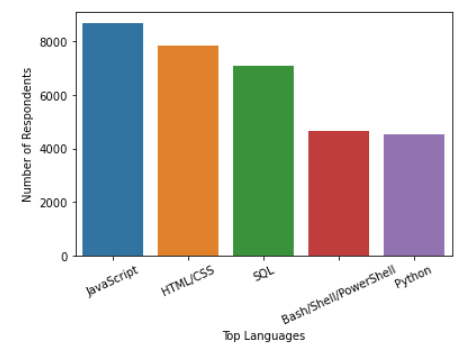 Number of Respondents
8000
6000
4000
2000
0
JavaScript
HTML/CSS
SQL
Bash/Shell/PowerShell
Python
Top Languages